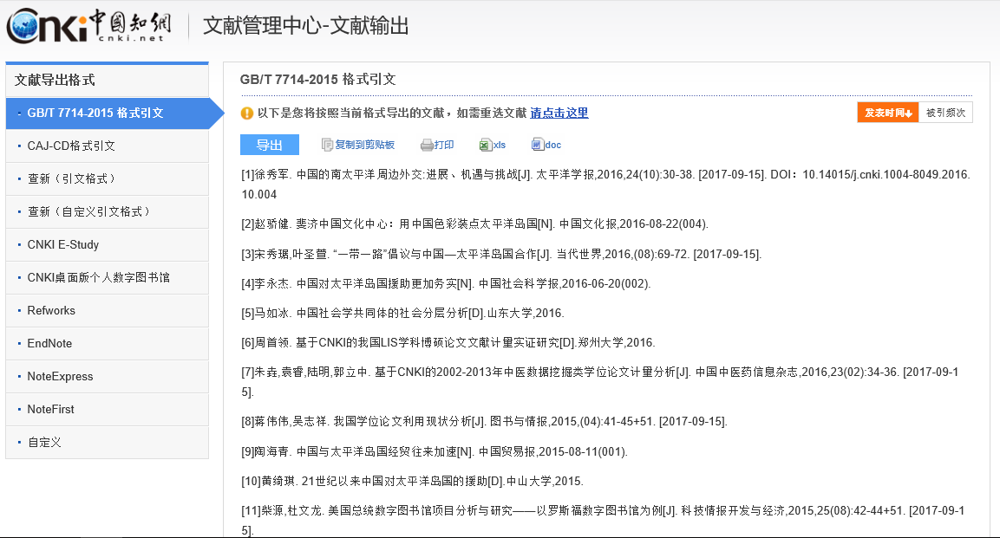 Cnki中國知網
cnki.net
文献管理中心-文献输出
文献导出格式
GB/T 7714-2015 格式引文
CAJ-CD格式引文
查新（引文格式）
查新（自定义引文格式）
CNKI E-Study
CNKI桌面版个人数字图书馆
Refworks
EndNote
NoteExpress
NoteFirst
自定义
GB/T 7714-2015 格式引文
以下是您将按照当前格式导出的文献，如需重选文献 请点击这里
发表时间 被引频次
导出 复制到剪贴板 打印 xls doc
[1]徐秀军. 中国的南太平洋周边外交:进展、机遇与挑战[J]. 太平洋学报,2016,24(10):30-38. [2017-09-15]. DOI：10.14015/j.cnki.1004-8049.2016.
10.004
[2]赵骄健. 斐济中国文化中心：用中国色彩装点太平洋岛国[N]. 中国文化报,2016-08-22(004).
[3]宋秀琚,叶圣萱. “一带一路”倡议与中国—太平洋岛国合作[J]. 当代世界,2016,(08):69-72. [2017-09-15].
[4]李永杰. 中国对太平洋岛国援助更加务实[N]. 中国社会科学报,2016-06-20(002).
[5]马如冰. 中国社会学共同体的社会分层分析[D].山东大学,2016.
[6]周首领. 基于CNKI的我国LIS学科博硕论文文献计量实证研究[D].郑州大学,2016.
[7]朱垚,袁睿,陆明,郭立中. 基于CNKI的2002-2013年中医数据挖掘类学位论文计量分析[J]. 中国中医药信息杂志,2016,23(02):34-36. [2017-09-1
5].
[8]蒋伟伟,吴志祥. 我国学位论文利用现状分析[J]. 图书与情报,2015,(04):41-45+51. [2017-09-15].
[9]陶海青. 中国与太平洋岛国经贸往来加速[N]. 中国贸易报,2015-08-11(001).
[10]黄绮琪. 21世纪以来中国对太平洋岛国的援助[D].中山大学,2015.
[11]柴源,杜文龙. 美国总统数字图书馆项目分析与研究——以罗斯福数字图书馆为例[J]. 科技情报开发与经济,2015,25(08):42-44+51. [2017-09-1
5].